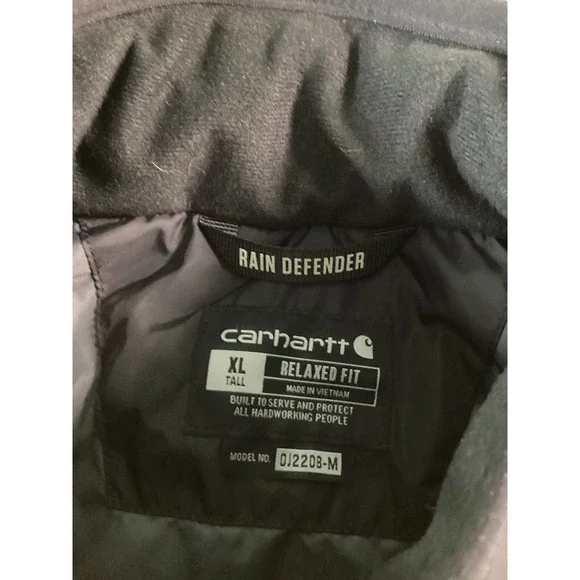 RAIN DEFENDER
carhartt
XL
TALL
RELAXED FIT
MADE IN VIETNAM
BUILT TO SERVE AND PROTECT
ALL HARDWORKING PEOPLE
MODEL NO. OJ2208-M